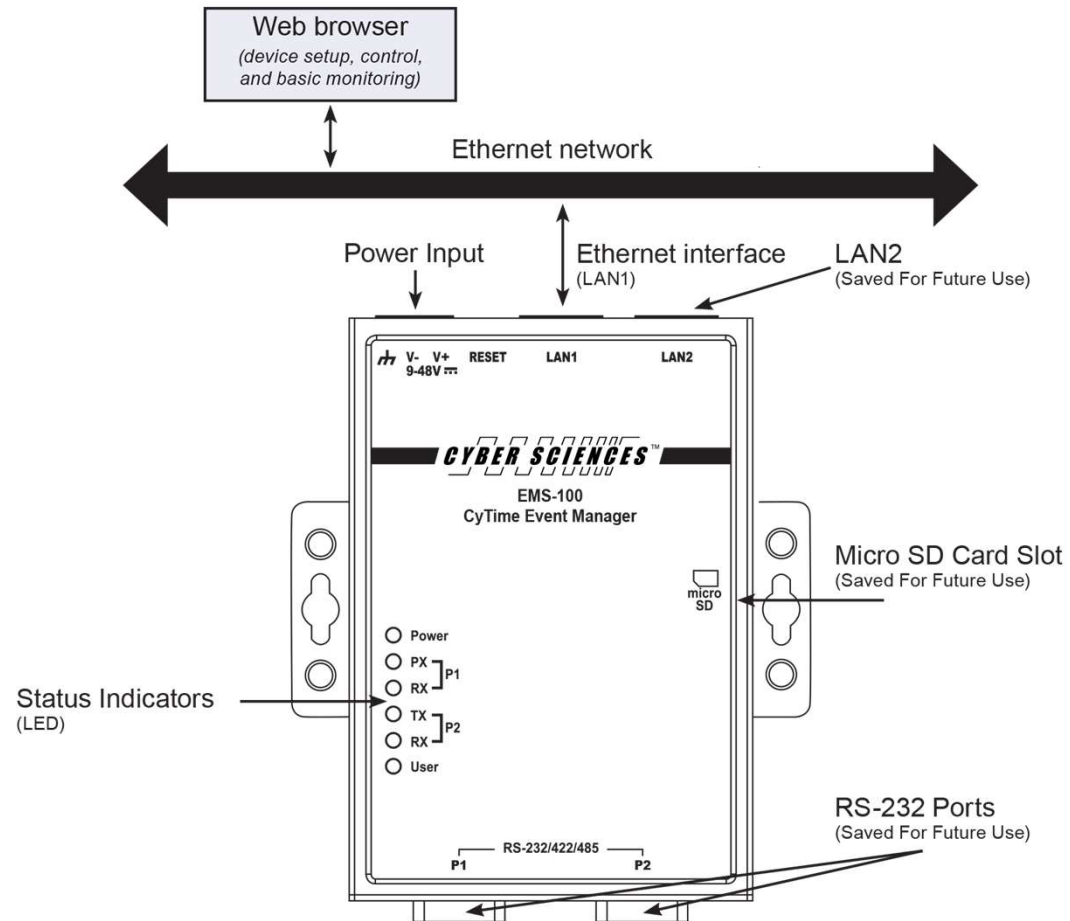 Web browser
(device setup, control,
and basic monitoring)
Ethernet network
Power Input
Ethernet interface
(LAN1)
LAN2
(Saved For Future Use)
V- V+ RESET LAN1 LAN2
9-48V
CYBER SCIENCES™
EMS-100
CyTime Event Manager
Micro SD Card Slot
(Saved For Future Use)
micro
SD
Power
PX
P1
RX
Status Indicators
(LED)
TX
P2
RX
User
RS-232 Ports
(Saved For Future Use)
RS-232/422/485
P1 P2